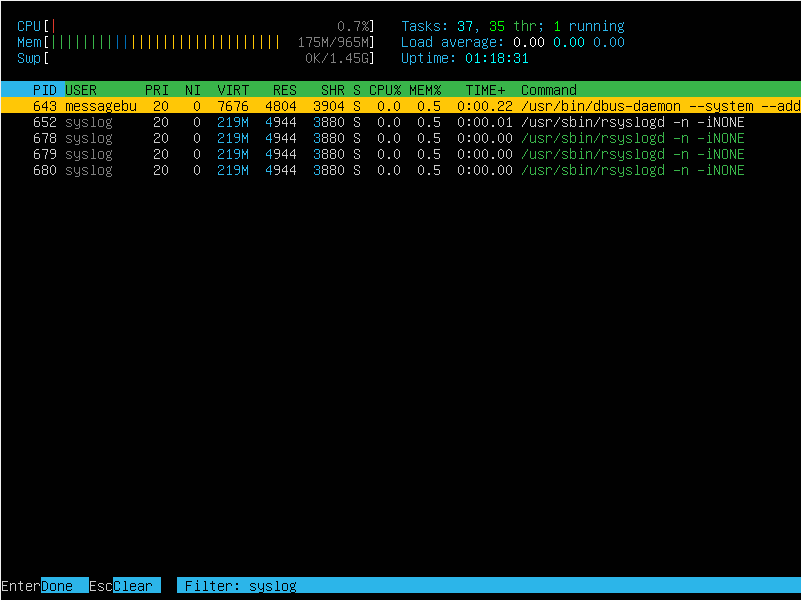 CPU[| 0.7%] Tasks: 37, 35 thr; 1 running
Mem[||||||||||||||||||||||||||||| 175M/965M] Load average: 0.00 0.00 0.00
Swp[ 0K/1.45G] Uptime: 01:18:31
PID USER PRI NI VIRT RES SHR S CPU% MEM% TIME+ Command
643 messagebu 20 0 7676 4804 3904 S 0.0 0.5 0:00.22 /usr/bin/dbus-daemon --system --add
652 syslog 20 0 219M 4944 3880 S 0.0 0.5 0:00.01 /usr/sbin/rsyslogd -n -iNONE
678 syslog 20 0 219M 4944 3880 S 0.0 0.5 0:00.00 /usr/sbin/rsyslogd -n -iNONE
679 syslog 20 0 219M 4944 3880 S 0.0 0.5 0:00.00 /usr/sbin/rsyslogd -n -iNONE
680 syslog 20 0 219M 4944 3880 S 0.0 0.5 0:00.00 /usr/sbin/rsyslogd -n -iNONE
EnterDone EscClear Filter: syslog